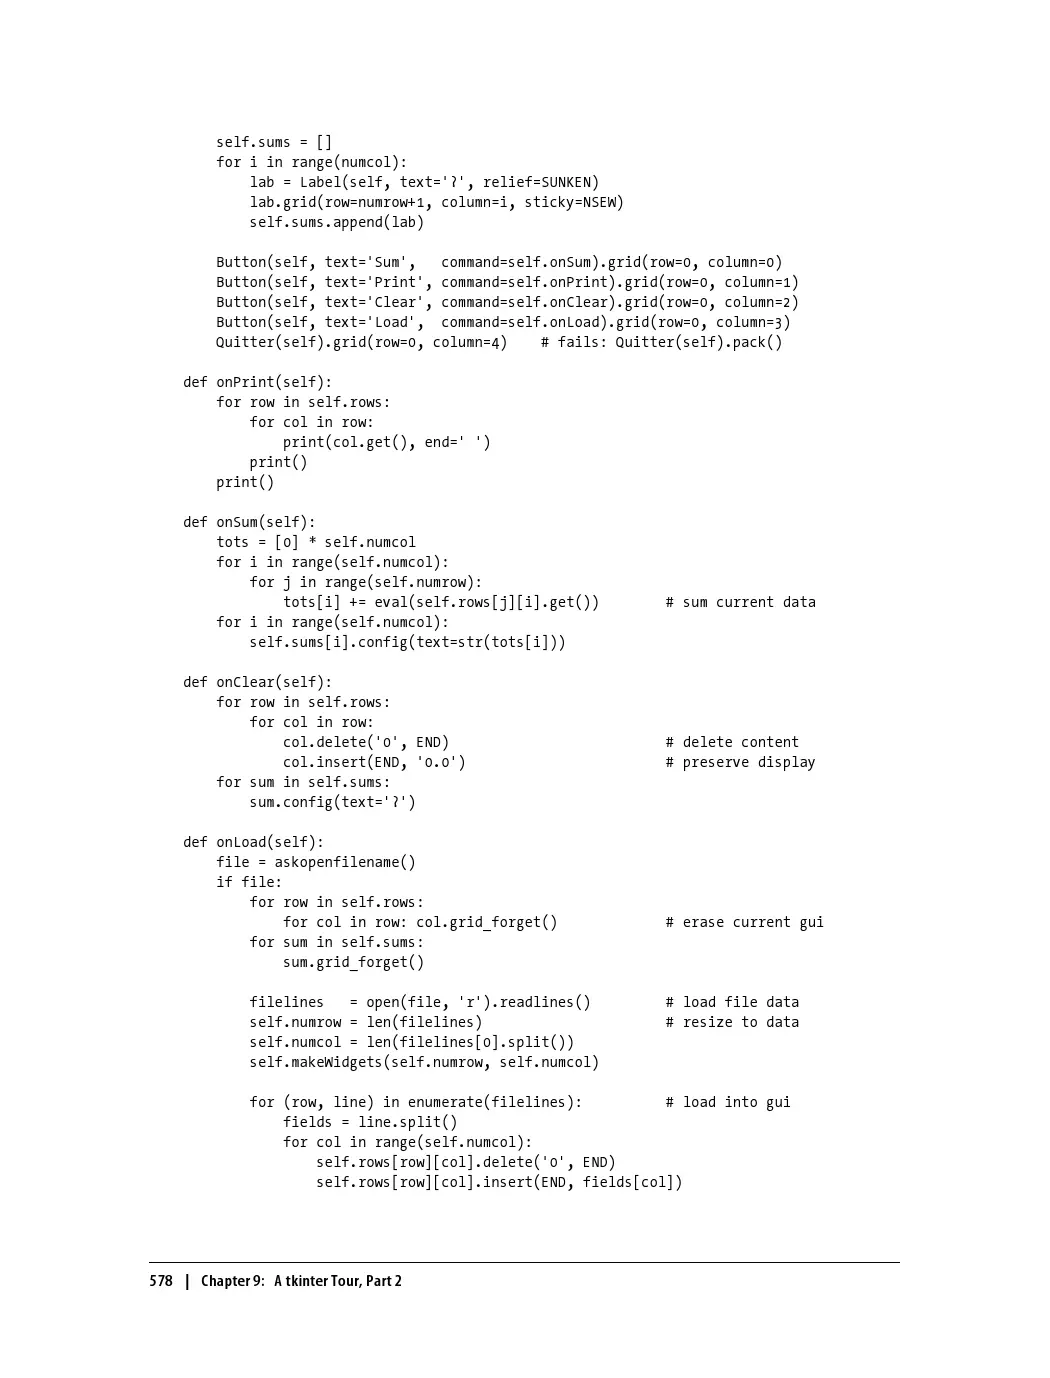 self.sums = []
        for i in range(numcol):
            lab = Label(self, text='?', relief=SUNKEN)
            lab.grid(row=numrow+1, column=i, sticky=NSEW)
            self.sums.append(lab)

        Button(self, text='Sum',   command=self.onSum).grid(row=0, column=0)
        Button(self, text='Print', command=self.onPrint).grid(row=0, column=1)
        Button(self, text='Clear', command=self.onClear).grid(row=0, column=2)
        Button(self, text='Load',  command=self.onLoad).grid(row=0, column=3)
        Quitter(self).grid(row=0, column=4)    # fails: Quitter(self).pack()

    def onPrint(self):
        for row in self.rows:
            for col in row:
                print(col.get(), end=' ')
            print()
        print()

    def onSum(self):
        tots = [0] * self.numcol
        for i in range(self.numcol):
            for j in range(self.numrow):
                tots[i] += eval(self.rows[j][i].get())        # sum current data
        for i in range(self.numcol):
            self.sums[i].config(text=str(tots[i]))

    def onClear(self):
        for row in self.rows:
            for col in row:
                col.delete('0', END)                          # delete content
                col.insert(END, '0.0')                        # preserve display
        for sum in self.sums:
            sum.config(text='?')

    def onLoad(self):
        file = askopenfilename()
        if file:
            for row in self.rows:
                for col in row: col.grid_forget()             # erase current gui
            for sum in self.sums:
                sum.grid_forget()

            filelines   = open(file, 'r').readlines()         # load file data
            self.numrow = len(filelines)                      # resize to data
            self.numcol = len(filelines[0].split())
            self.makeWidgets(self.numrow, self.numcol)

            for (row, line) in enumerate(filelines):          # load into gui
                fields = line.split()
                for col in range(self.numcol):
                    self.rows[row][col].delete('0', END)
                    self.rows[row][col].insert(END, fields[col])

578 | Chapter 9: A tkinter Tour, Part 2